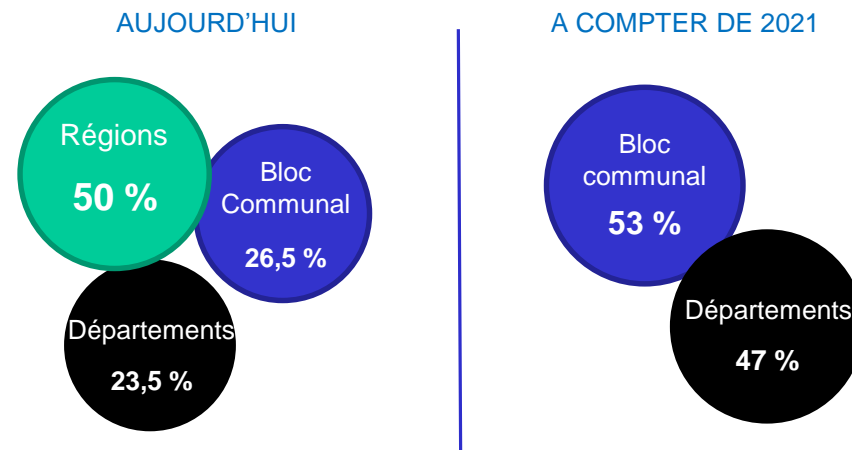 AUJOURD’HUI
Régions
50 %
Bloc
Communal
26,5 %
Départements
23,5 %
A COMPTER DE 2021
Bloc
communal
53 %
Départements
47 %